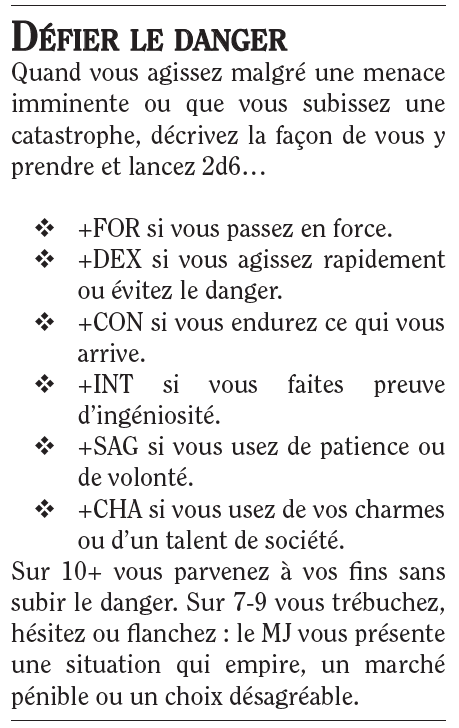 DÉFIER LE DANGER
Quand vous agissez malgré une menace
imminente ou que vous subissez une
catastrophe, décrivez la façon de vous y
prendre et lancez 2d6…
❖ +FOR si vous passez en force.
❖ +DEX si vous agissez rapidement
ou évitez le danger.
❖ +CON si vous endurez ce qui vous
arrive.
❖ +INT si vous faites preuve
d’ingéniosité.
❖ +SAG si vous usez de patience ou
de volonté.
❖ +CHA si vous usez de vos charmes
ou d’un talent de société.
Sur 10+ vous parvenez à vos fins sans
subir le danger. Sur 7-9 vous trébuchez,
hésitez ou flanchez : le MJ vous présente
une situation qui empire, un marché
pénible ou un choix désagréable.